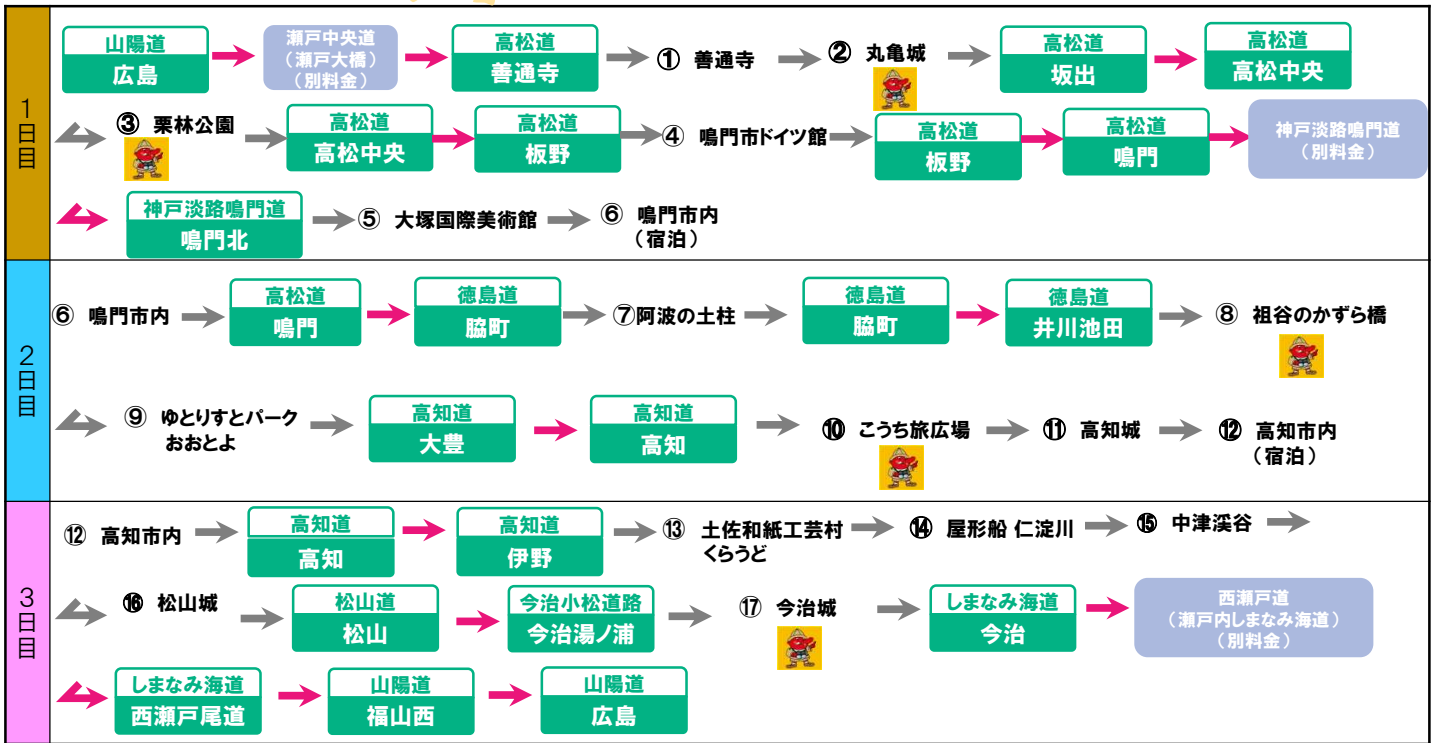 1日目
山陽道
広島
瀬戸中央道
(瀬戸大橋)
(別料金)
高松道
善通寺
① 善通寺
② 丸亀城
高松道
坂出
高松道
高松中央
③ 栗林公園
高松道
高松中央
高松道
板野
④ 鳴門市ドイツ館
高松道
板野
高松道
鳴門
神戸淡路鳴門道
(別料金)
神戸淡路鳴門道
鳴門北
⑤ 大塚国際美術館
⑥ 鳴門市内
(宿泊)
2日目
⑥ 鳴門市内
高松道
鳴門
徳島道
脇町
⑦阿波の土柱
徳島道
脇町
徳島道
井川池田
⑧ 祖谷のかずら橋
⑨ ゆとりすとパーク
おおとよ
高知道
大豊
高知道
高知
⑩ こうち旅広場
⑪ 高知城
⑫ 高知市内
(宿泊)
3日目
⑫ 高知市内
高知道
高知
高知道
伊野
⑬ 土佐和紙工芸村
くらうど
⑭ 屋形船 仁淀川
⑮ 中津渓谷
⑯ 松山城
松山道
松山
今治小松道路
今治湯ノ浦
⑰ 今治城
しまなみ海道
今治
西瀬戸道
(瀬戸内しまなみ海道)
(別料金)
しまなみ海道
西瀬戸尾道
山陽道
福山西
山陽道
広島